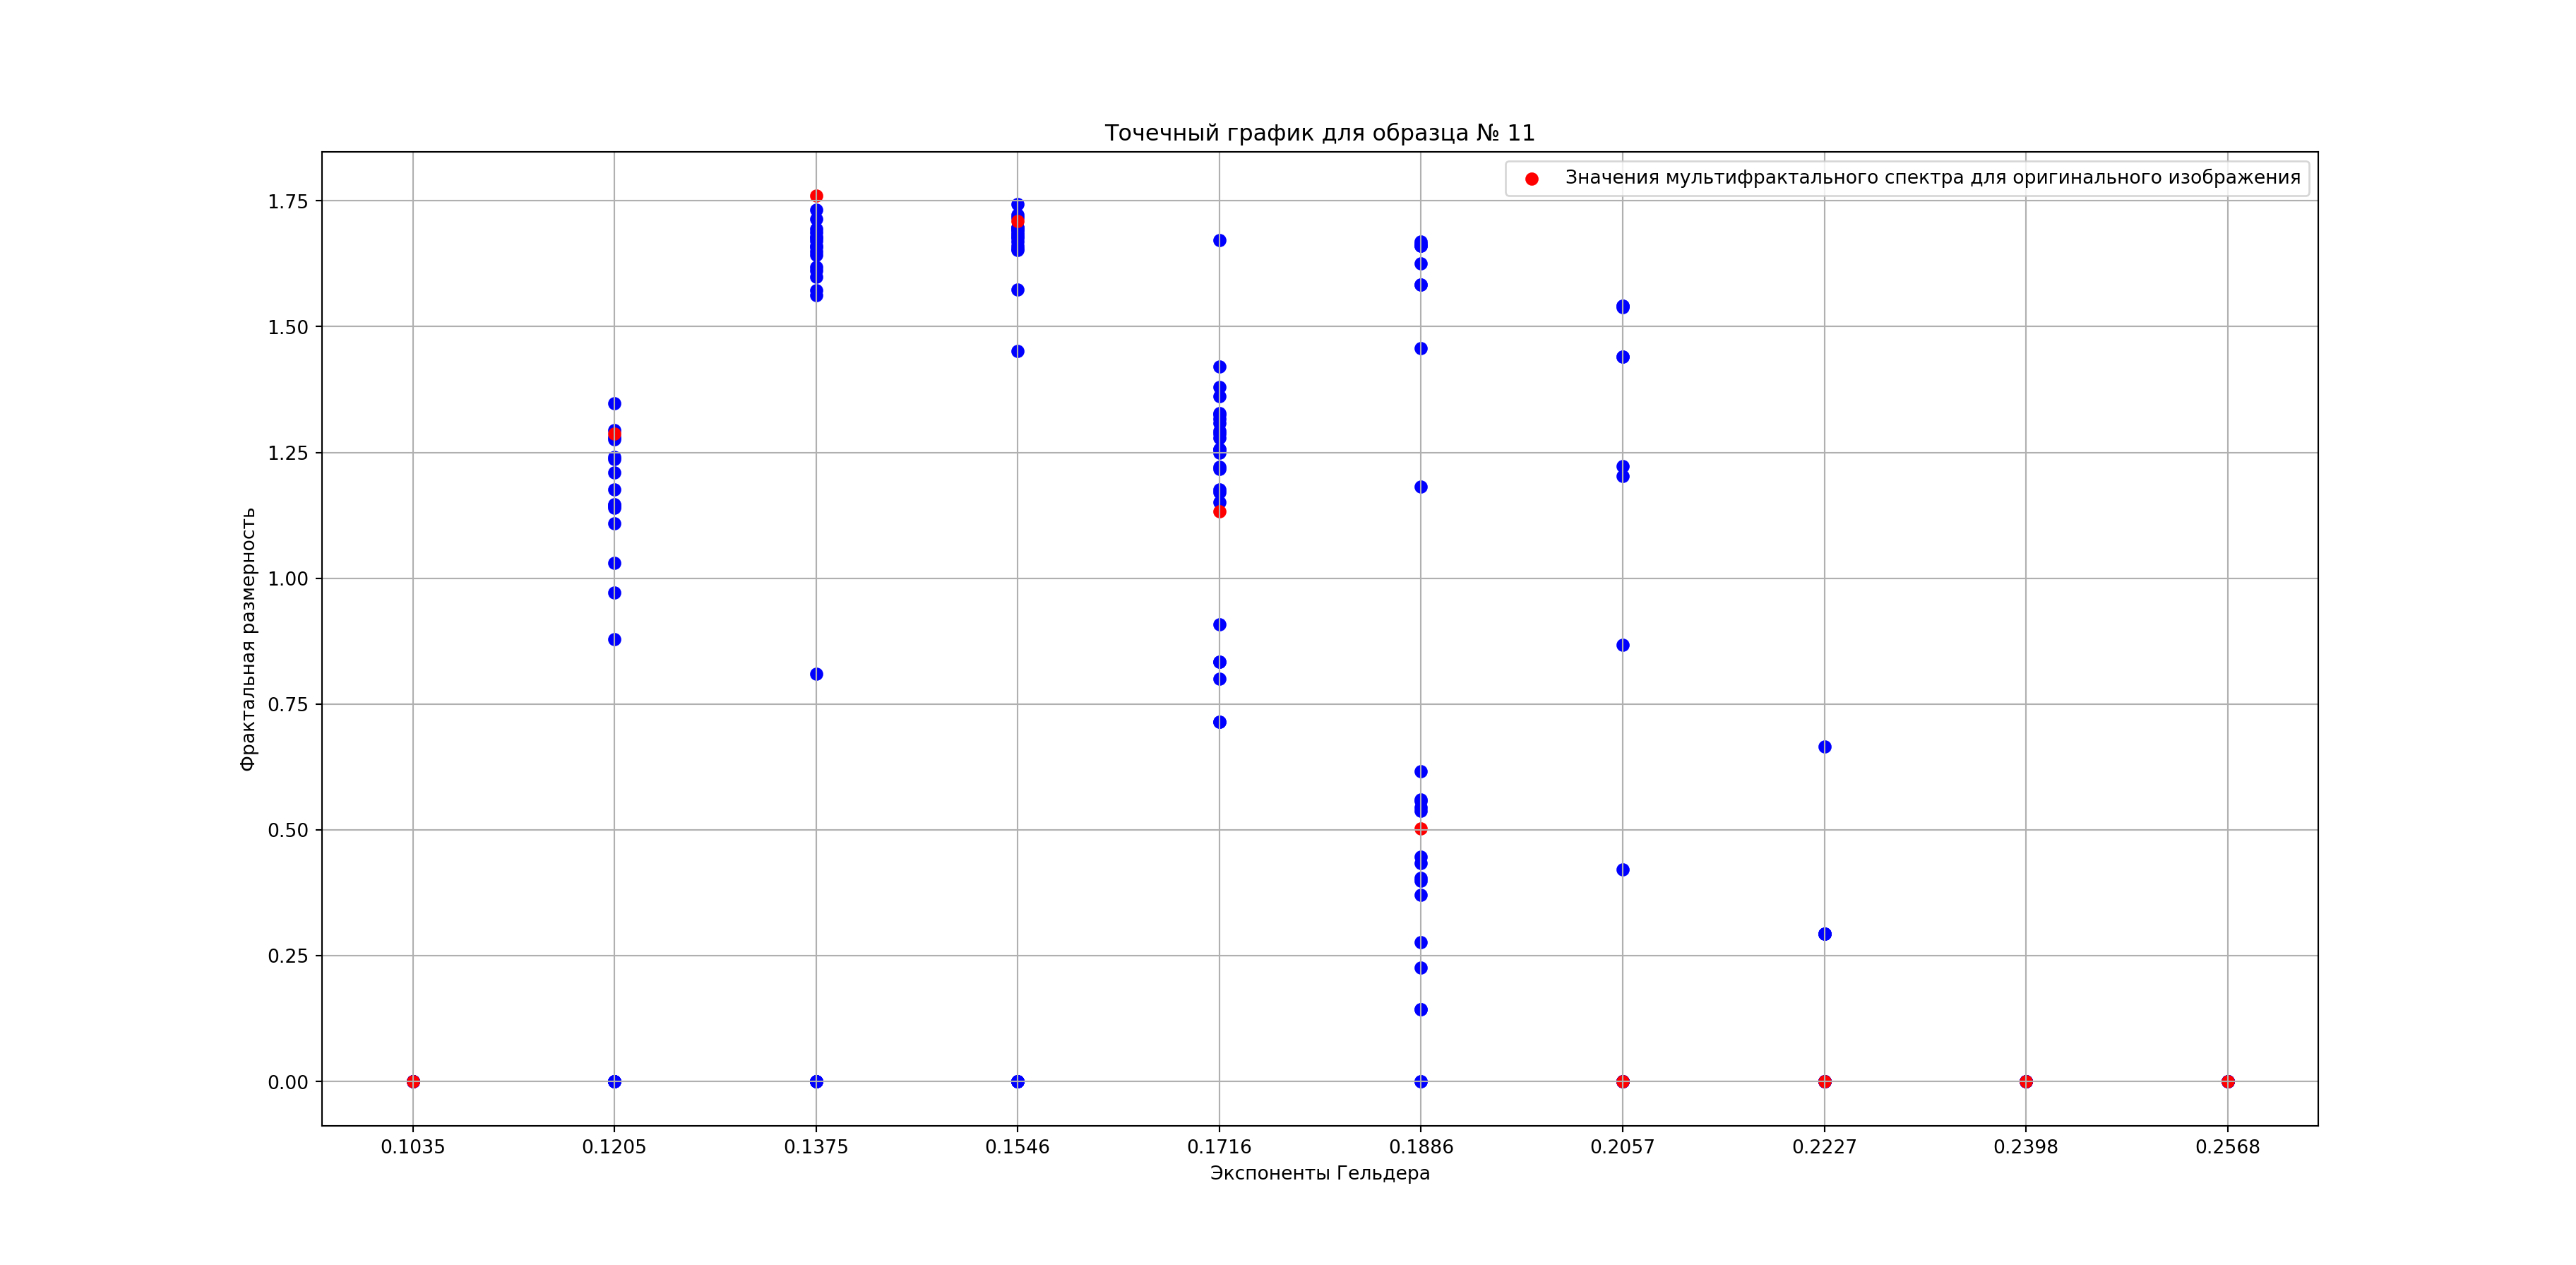 Точечный график для образца № 11
Значения мультифрактального спектра для оригинального изображения
Фрактальная размерность
1.75
1.50
1.25
1.00
0.75
0.50
0.25
0.00
0.1035 0.1205 0.1375 0.1546 0.1716 0.1886 0.2057 0.2227 0.2398 0.2568
Экспоненты Гельдера